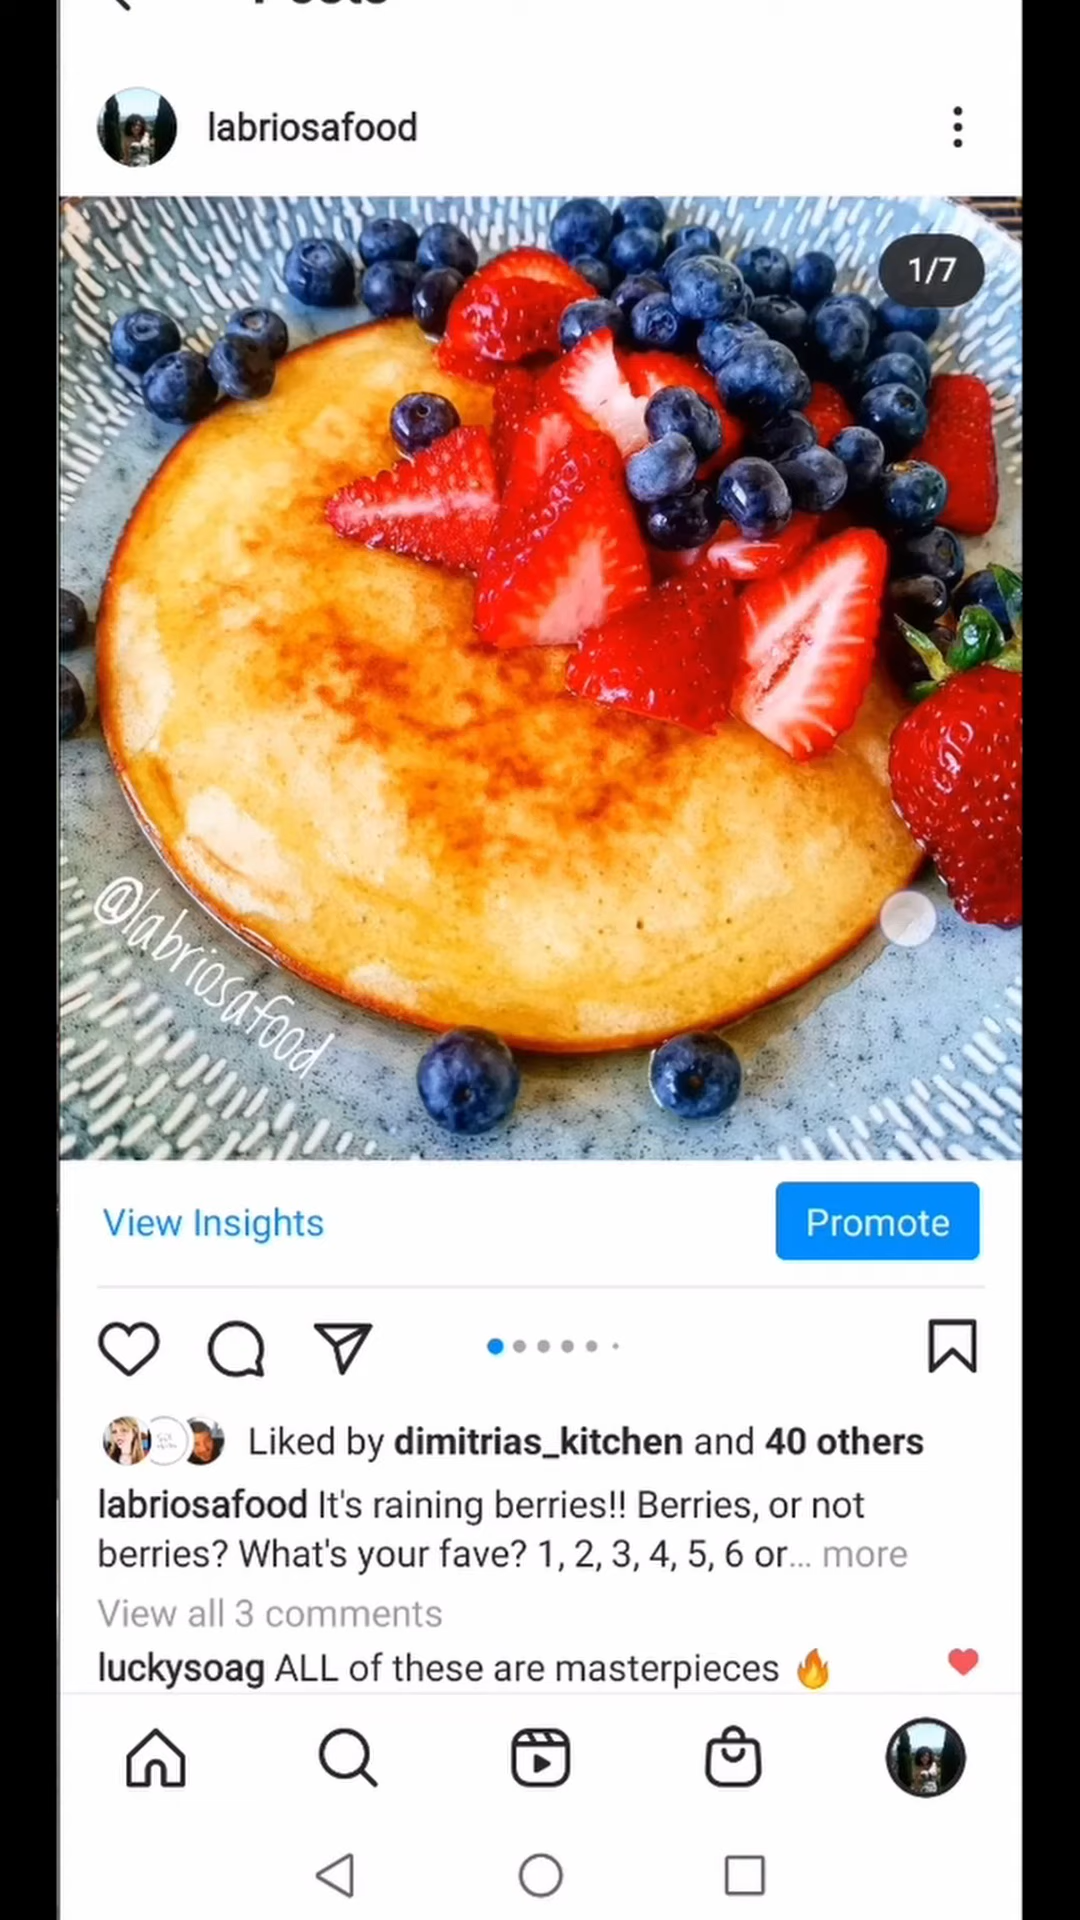 Posts
labriosafood
1/7
@labriosafood
View Insights
Promote
Liked by dimitrias_kitchen and 40 others
labriosafood It's raining berries!! Berries, or not
berries? What's your fave? 1, 2, 3, 4, 5, 6 or... more
View all 3 comments
luckysoag ALL of these are masterpieces 🔥